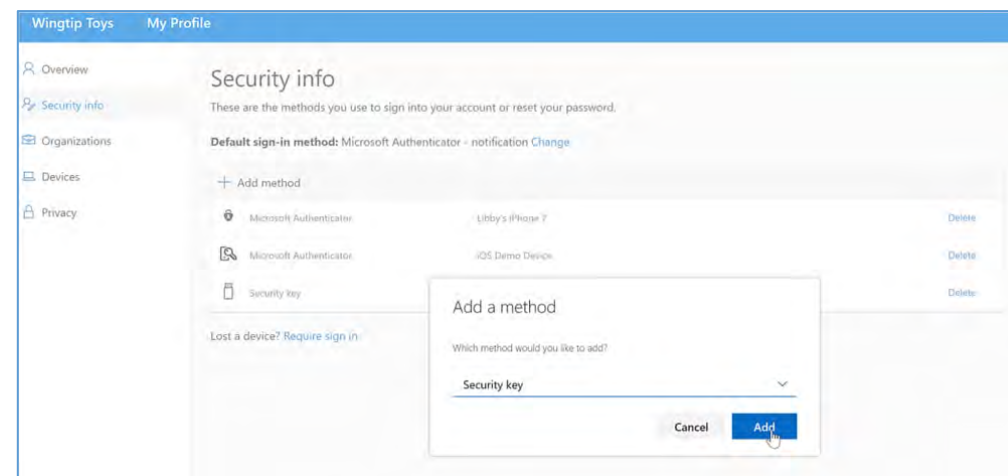 Wingtip Toys My Profile
Overview
Security info
Organizations
Devices
Privacy
Security info
These are the methods you use to sign into your account or reset your password.
Default sign-in method: Microsoft Authenticator - notification Change
+ Add method
Microsoft Authenticator Libby's iPhone 7 Delete
Microsoft Authenticator iOS Demo Device Delete
Security key Delete
Lost a device? Require sign in
Add a method
Which method would you like to add?
Security key
Cancel Add